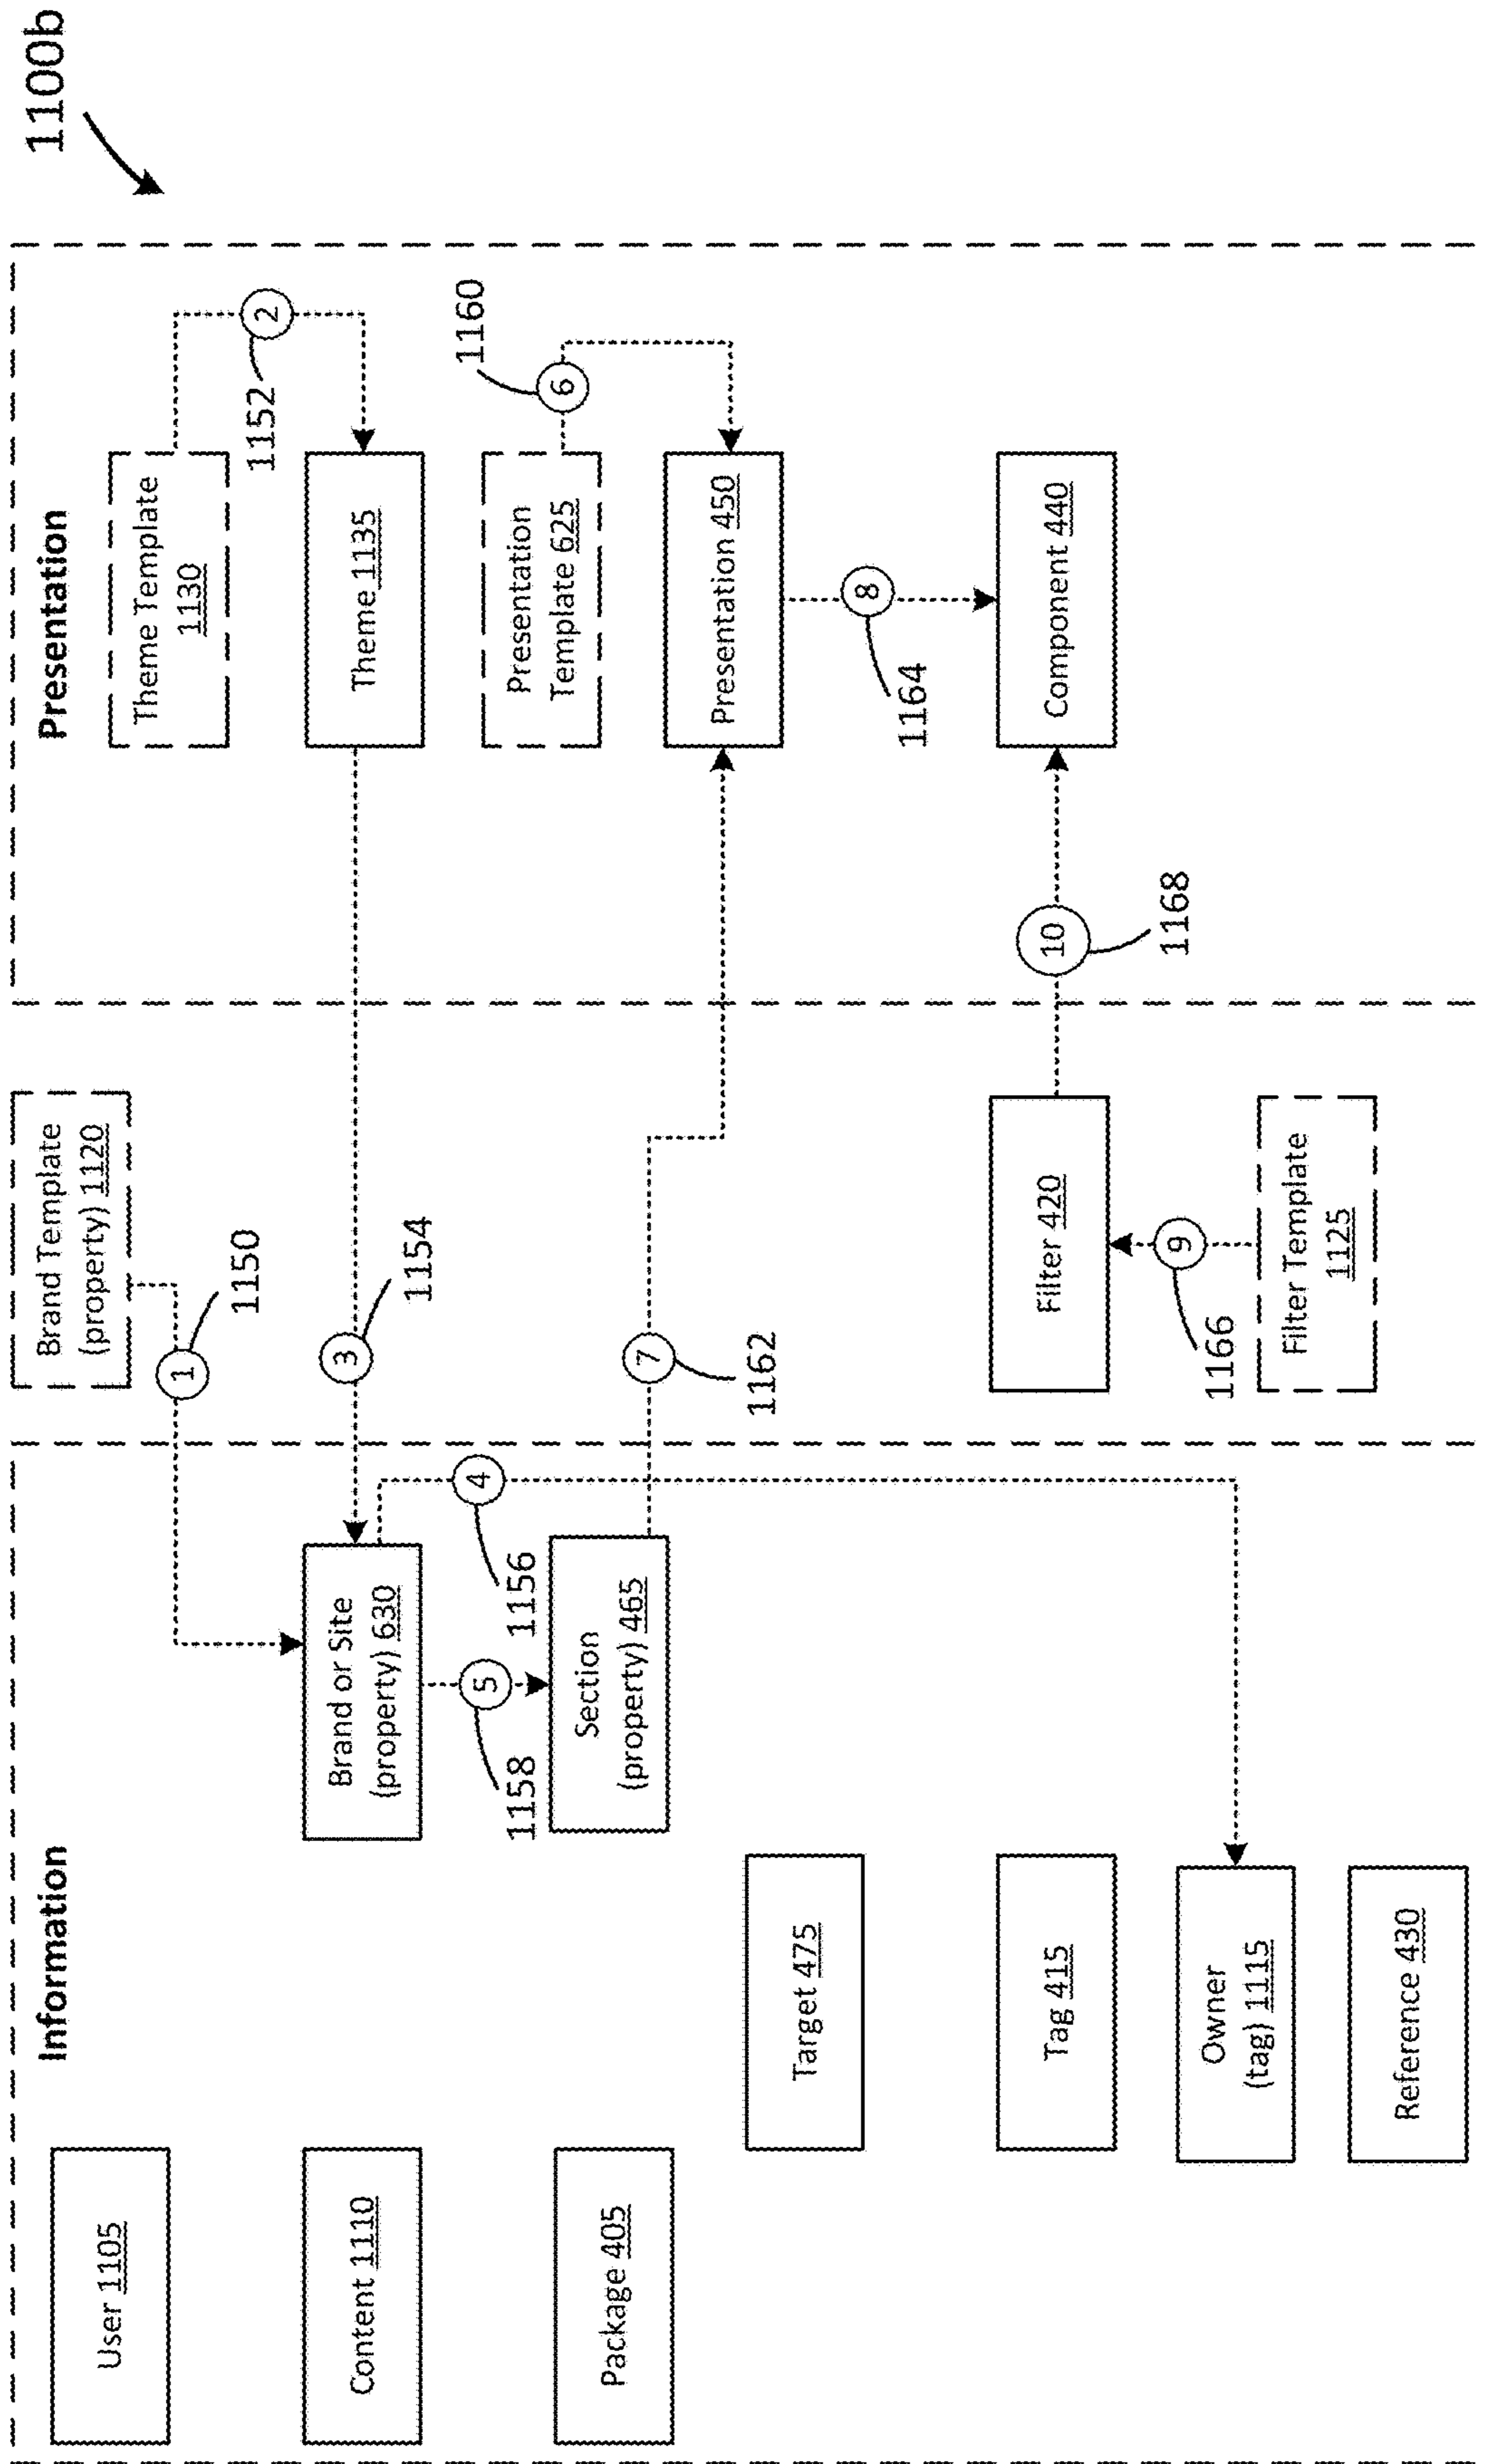 1100b
Information
Presentation
User 1105
Content 1110
Package 405
Target 475
Tag 415
Owner
(tag) 1115
Reference 430
Brand or Site
(property) 630
Section
(property) 465
1158
5
1156
4
Brand Template
(property) 1120
1
1150
3
1154
7
1162
Filter 420
9
1166
Filter Template
1125
10
1168
Theme Template
1130
2
1152
Theme 1135
Presentation
Template 625
6
1160
Presentation 450
8
1164
Component 440